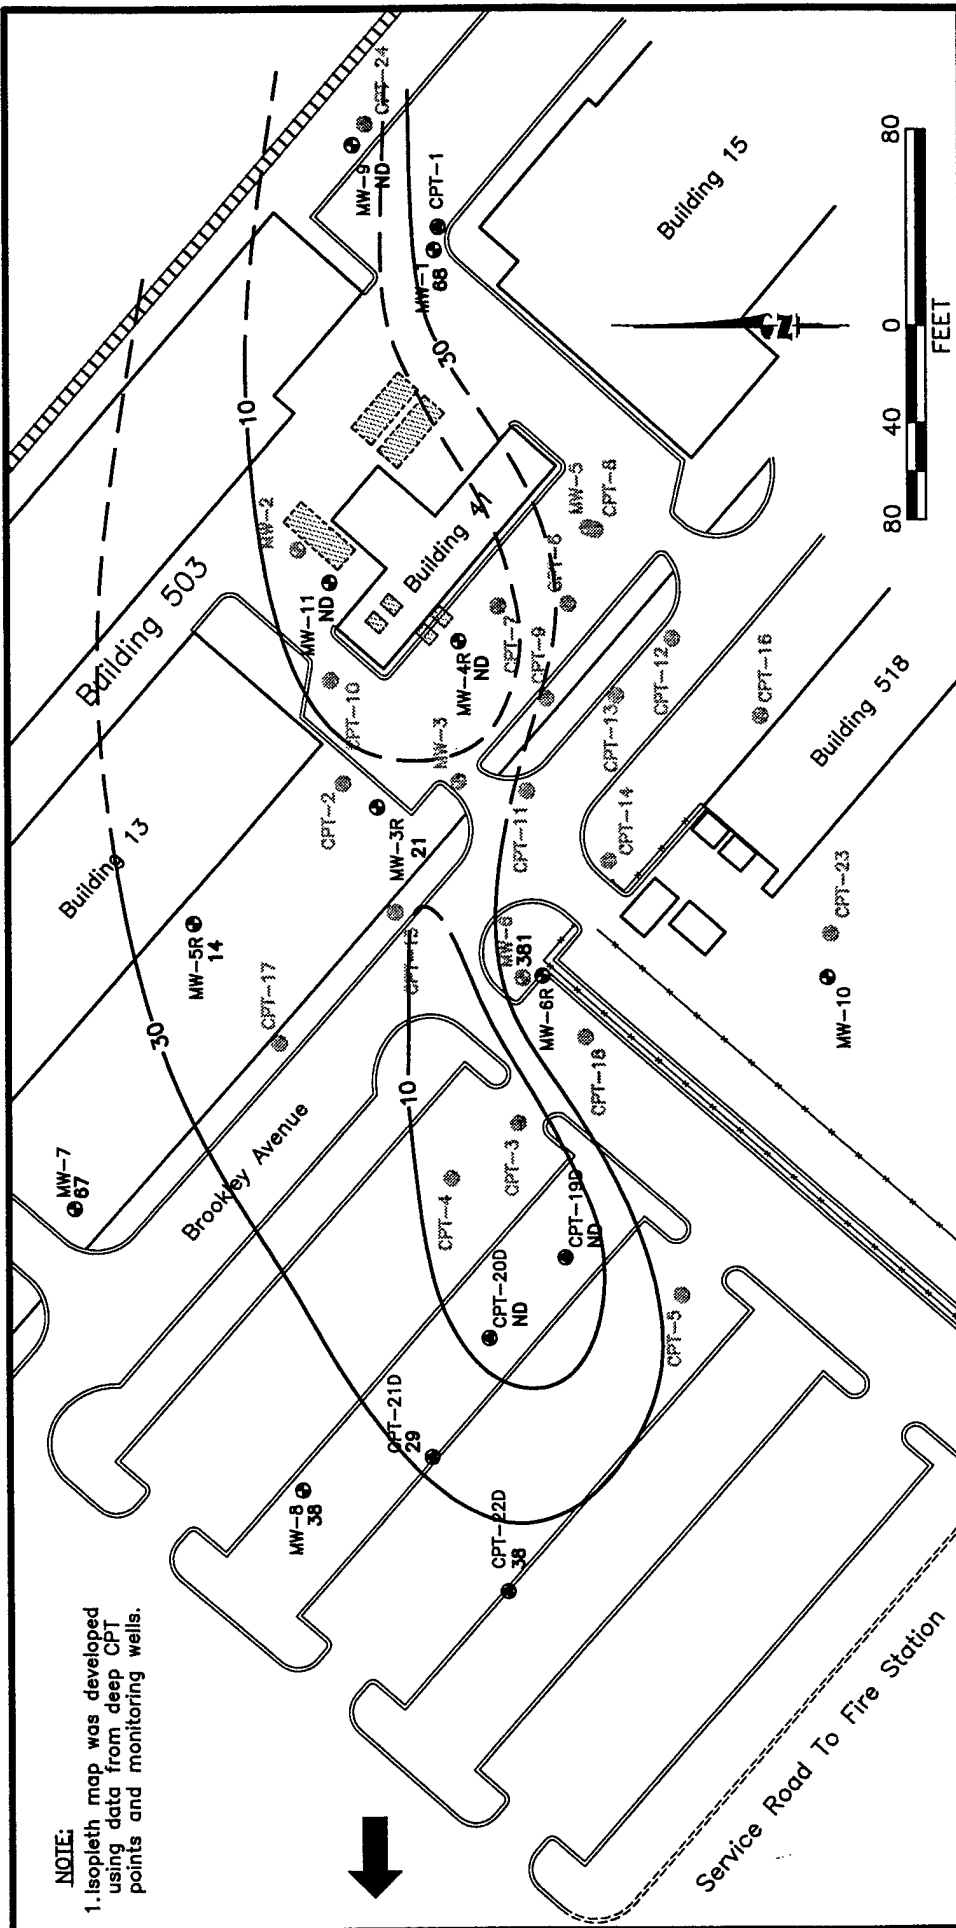 NOTE:
1.Isopleth map was developed
using data from deep CPT
points and monitoring wells.
MW-7
67
MW-5R
14
Building 13
Building 503
CPT-17
Brookley Avenue
30
10
MW-2
MW-11
ND
CPT-10
CPT-2
MW-3R
21
MW-3
MW-4R
ND
Building 41
MW-9
ND
CPT-24
MW-1
68
CPT-1
30
Building 15
N
CPT-7
CPT-6
MW-5
CPT-8
CPT-9
CPT-15
10
CPT-11
CPT-13
CPT-12
CPT-16
CPT-14
Building 518
MW-6
381
MW-6R
CPT-18
CPT-3
CPT-4
CPT-19D
ND
CPT-20D
ND
CPT-5
CPT-21D
29
MW-8
38
CPT-22D
38
CPT-23
MW-10
Service Road To Fire Station
80 40 0 80
FEET